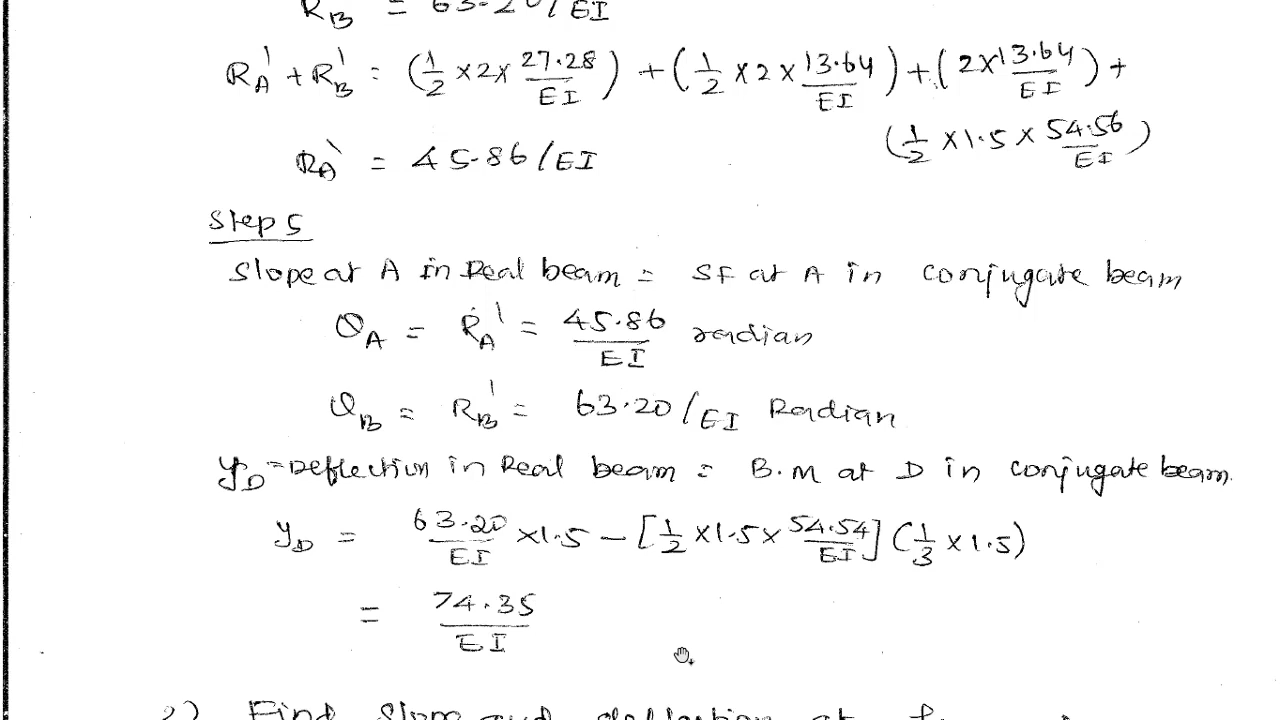 R_B = 63.20/EI
R_A' + R_B' = (1/2 × 2 × 27.28/EI) + (1/2 × 2 × 13.64/EI) + (2 × 13.64/EI) +
(1/2 × 1.5 × 54.56/EI)
R_A' = 45.86/EI
Step 5
Slope at A in Real beam = SF at A in conjugate beam
θ_A = R_A' = 45.86/EI radian
θ_B = R_B' = 63.20/EI Radian
y_D = Deflection in Real beam = B.M at D in conjugate beam.
y_D = 63.20/EI × 1.5 - [1/2 × 1.5 × 54.54/EI] (1/3 × 1.5)
= 74.35/EI
2) Find slope and deflection at